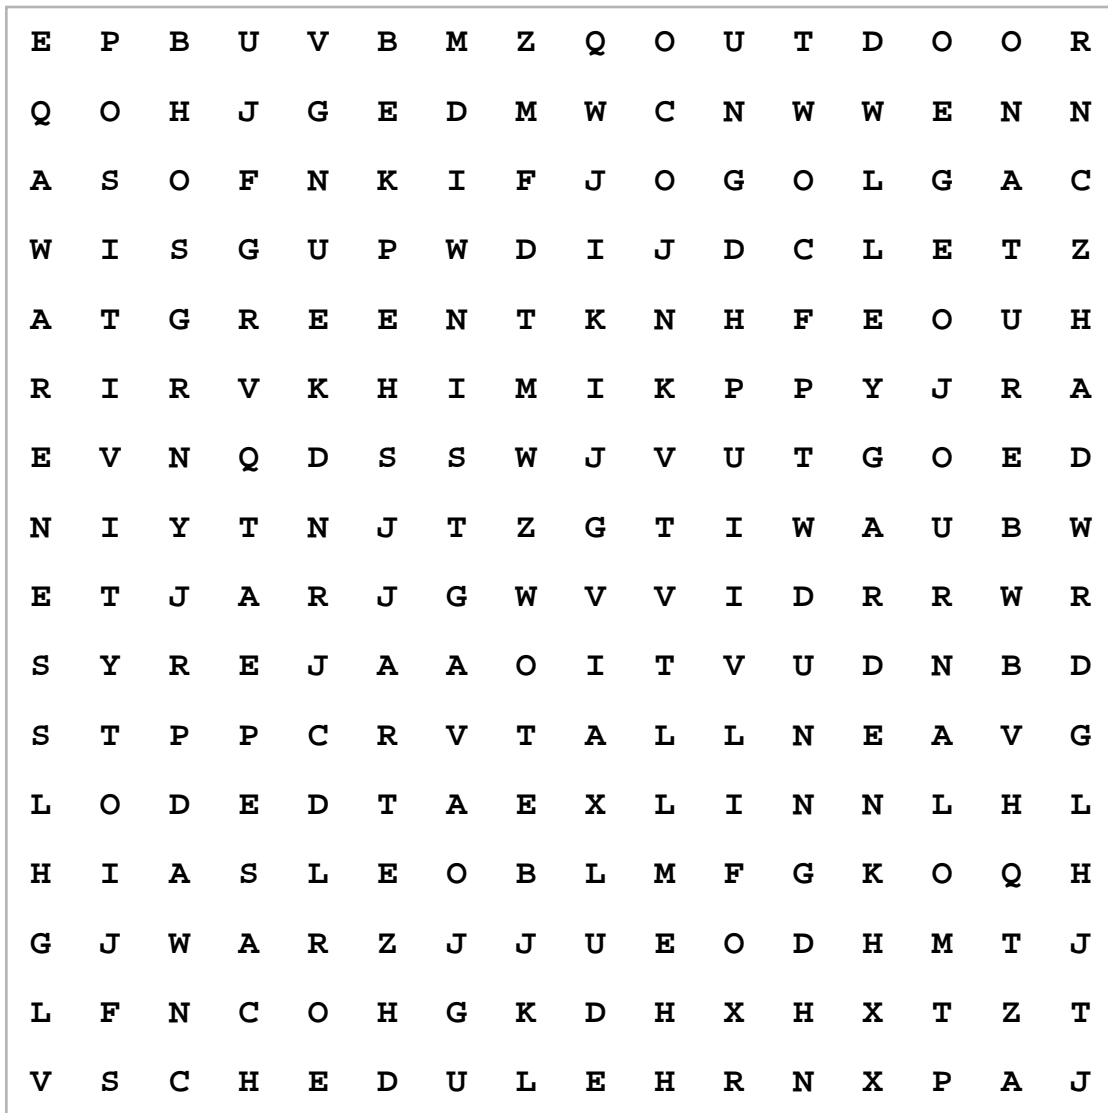 E P B U V B M Z Q O U T D O O R
Q O H J G E D M W C N W W E N N
A S O F N K I F J O G O L G A C
W I S G U P W D I J D C L E T Z
A T G R E E N T K N H F E O U H
R I R V K H I M I K P P Y J R A
E V N Q D S S W J V U T G O E D
N I Y T N J T Z G T I W A U B W
E T J A R J G W V V I D R R W R
S Y R E J A A O I T V U D N B D
S T P P C R V T A L L N E A V G
L O D E D T A E X L I N N L H L
H I A S L E O B L M F G K O Q H
G J W A R Z J J U E O D H M T J
L F N C O H G K D H X H X T Z T
V S C H E D U L E H R N X P A J